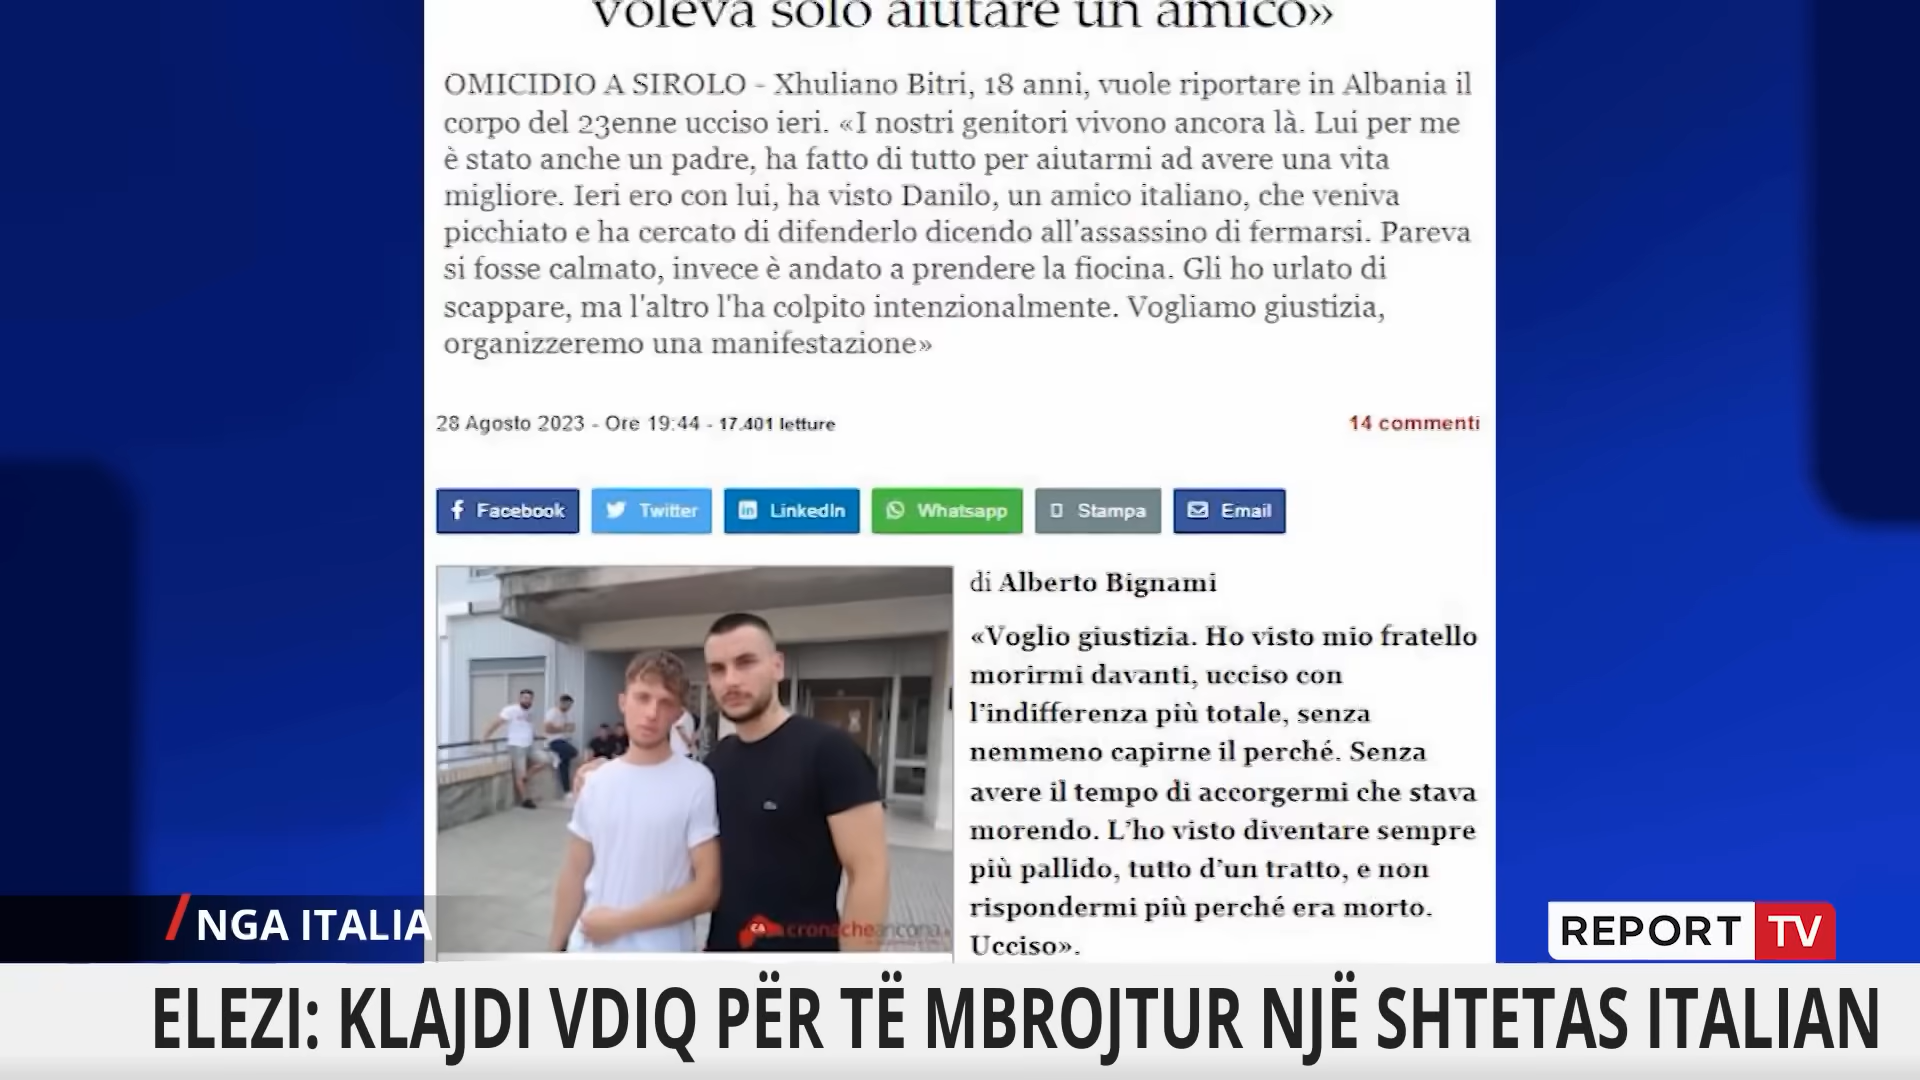 voleva solo aiutare un amico»
OMICIDIO A SIROLO - Xhuliano Bitri, 18 anni, vuole riportare in Albania il
corpo del 23enne ucciso ieri. «I nostri genitori vivono ancora là. Lui per me
è stato anche un padre, ha fatto di tutto per aiutarmi ad avere una vita
migliore. Ieri ero con lui, ha visto Danilo, un amico italiano, che veniva
picchiato e ha cercato di difenderlo dicendo all'assassino di fermarsi. Pareva
si fosse calmato, invece è andato a prendere la fiocina. Gli ho urlato di
scappare, ma l'altro l'ha colpito intenzionalmente. Vogliamo giustizia,
organizzeremo una manifestazione»
28 Agosto 2023 - Ore 19:44 - 17.401 letture
14 commenti
Facebook
Twitter
LinkedIn
Whatsapp
Stampa
Email
di Alberto Bignami
«Voglio giustizia. Ho visto mio fratello
morirmi davanti, ucciso con
l'indifferenza più totale, senza
nemmeno capirne il perché. Senza
avere il tempo di accorgermi che stava
morendo. L'ho visto diventare sempre
più pallido, tutto d'un tratto, e non
rispondermi più perché era morto.
Ucciso».
CA cronacheancona
NGA ITALIA
REPORT TV
ELEZI: KLAJDI VDIQ PËR TË MBROJTUR NJË SHTETAS ITALIAN